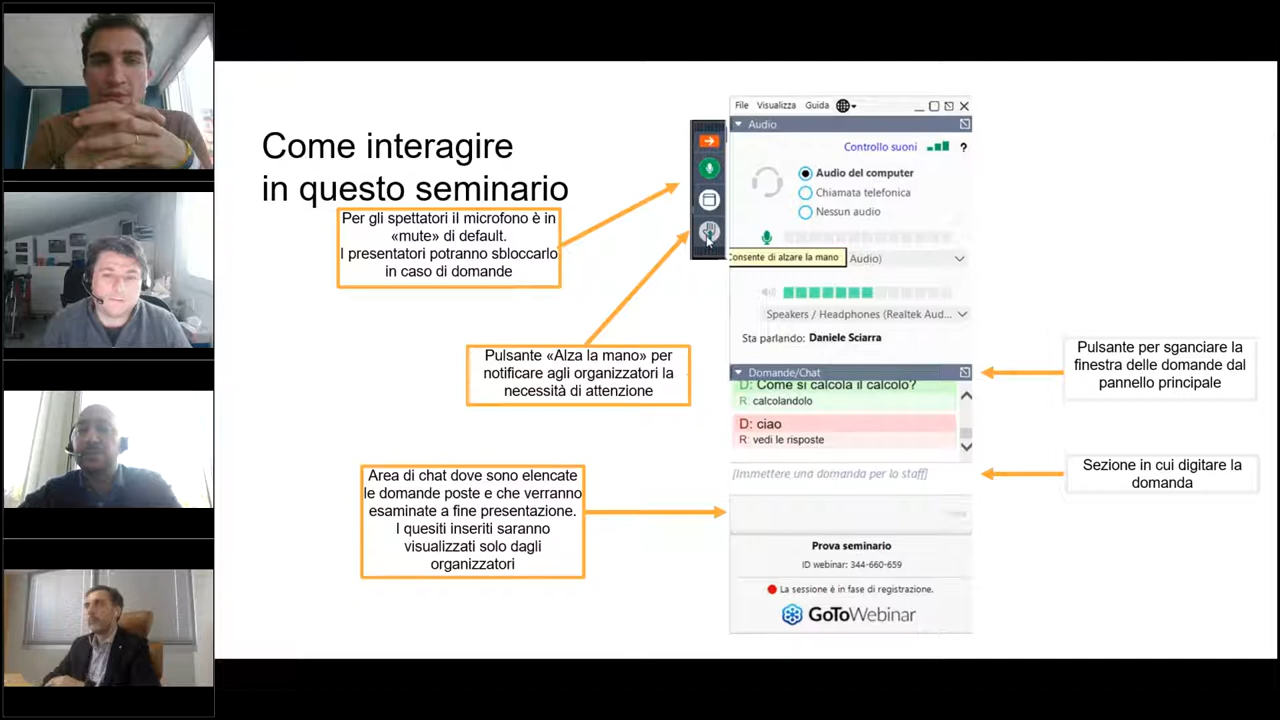 Come interagire
in questo seminario
Per gli spettatori il microfono è in
«mute» di default.
I presentatori potranno sbloccarlo
in caso di domande
Pulsante «Alza la mano» per
notificare agli organizzatori la
necessità di attenzione
Area di chat dove sono elencate
le domande poste e che verranno
esaminate a fine presentazione.
I quesiti inseriti saranno
visualizzati solo dagli
organizzatori
File Visualizza Guida
Audio
Controllo suoni ?
Audio del computer
Chiamata telefonica
Nessun audio
Consente di alzare la mano
Audio)
Speakers / Headphones (Realtek Aud...
Sta parlando: Daniele Sciarra
Domande/Chat
D: Come si calcola il calcolo?
R: calcolandolo
D: ciao
R: vedi le risposte
[Immettere una domanda per lo staff]
Prova seminario
ID webinar: 344-660-659
La sessione è in fase di registrazione.
GoToWebinar
Pulsante per sganciare la
finestra delle domande dal
pannello principale
Sezione in cui digitare la
domanda